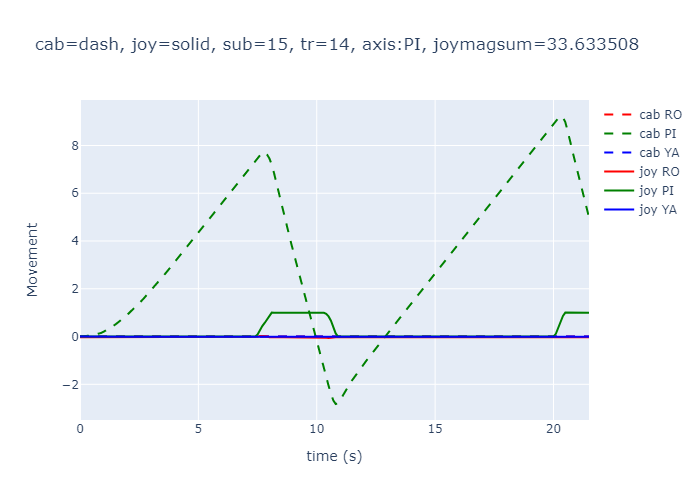 cab=dash, joy=solid, sub=15, tr=14, axis:PI, joymagsum=33.633508
cab RO
cab PI
cab YA
joy RO
joy PI
joy YA
Movement
8
6
4
2
0
−2
0 5 10 15 20
time (s)